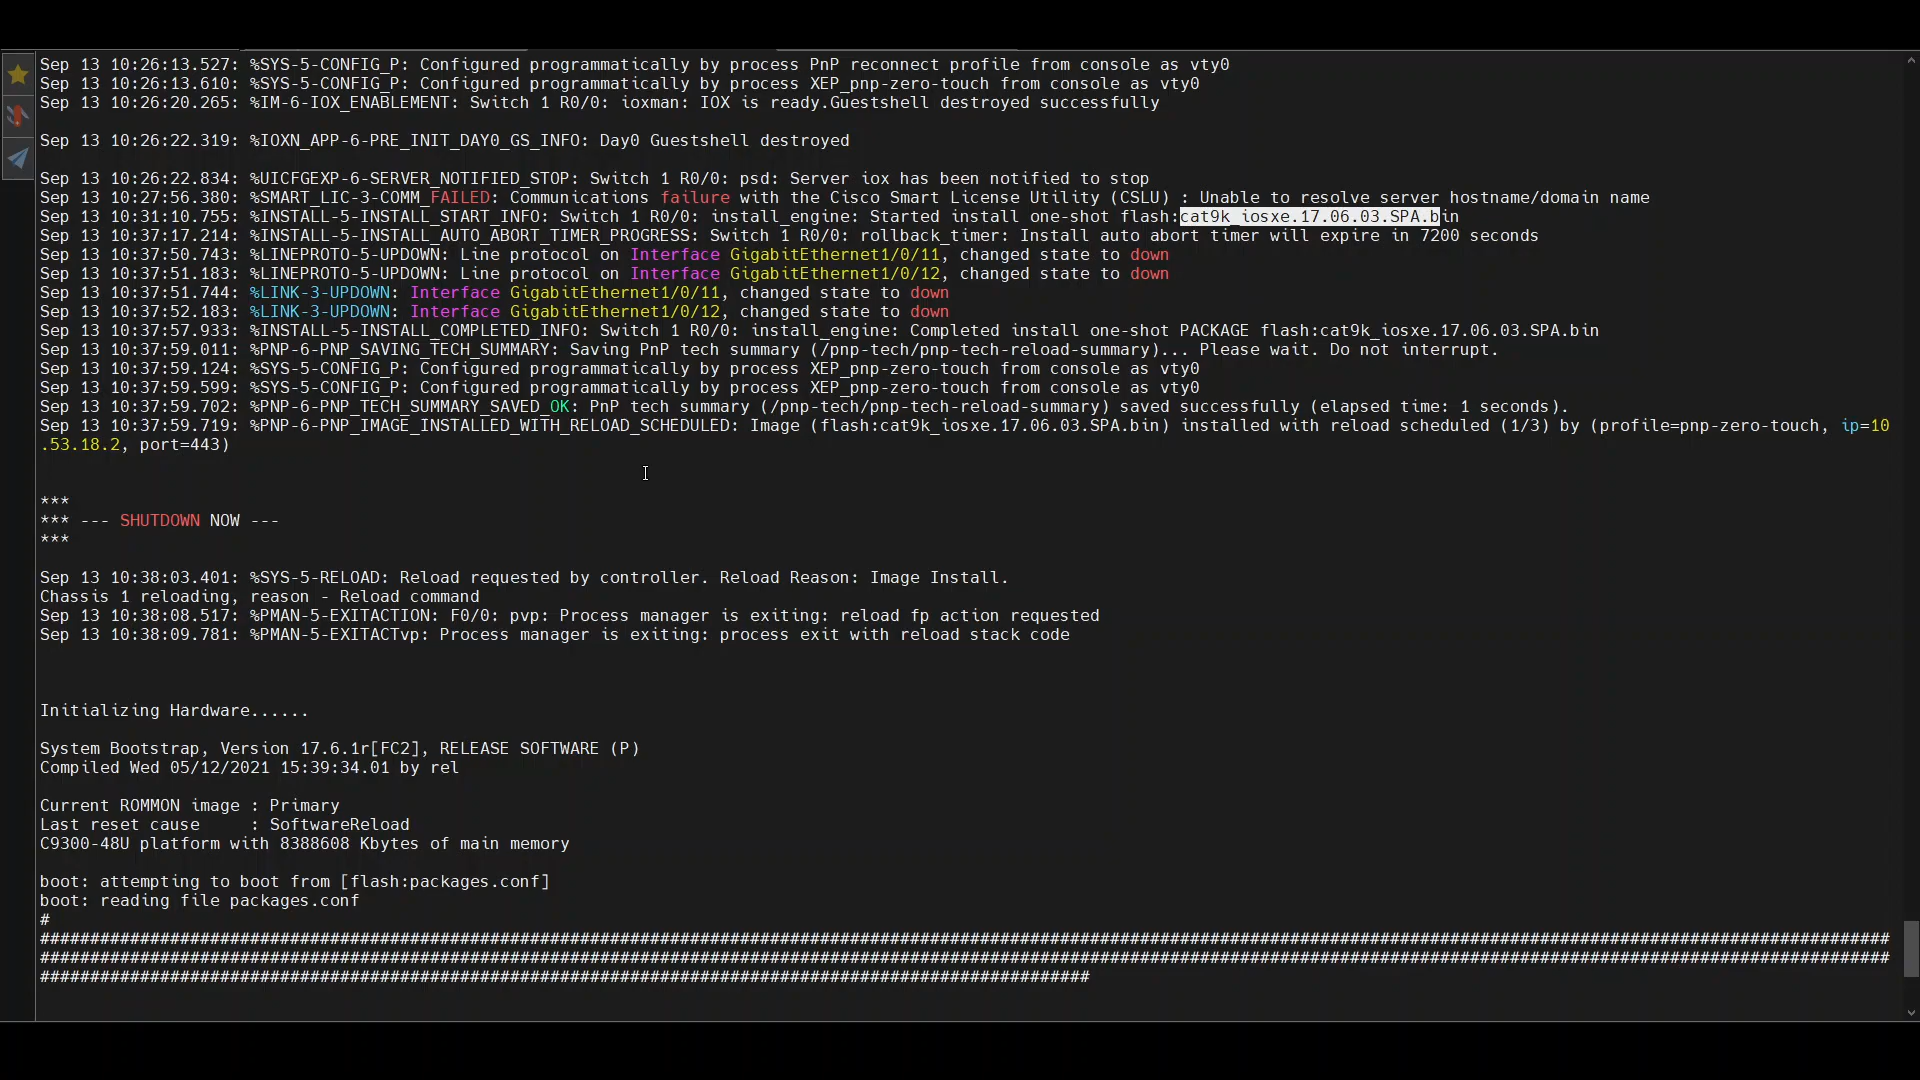 Sep 13 10:26:13.527: %SYS-5-CONFIG_P: Configured programmatically by process PnP reconnect profile from console as vty0
Sep 13 10:26:13.610: %SYS-5-CONFIG_P: Configured programmatically by process XEP_pnp-zero-touch from console as vty0
Sep 13 10:26:20.265: %IM-6-IOX_ENABLEMENT: Switch 1 R0/0: ioxman: IOX is ready.Guestshell destroyed successfully
Sep 13 10:26:22.319: %IOXN_APP-6-PRE_INIT_DAY0_GS_INFO: Day0 Guestshell destroyed
Sep 13 10:26:22.834: %UICFGEXP-6-SERVER_NOTIFIED_STOP: Switch 1 R0/0: psd: Server iox has been notified to stop
Sep 13 10:27:56.380: %SMART_LIC-3-COMM_FAILED: Communications failure with the Cisco Smart License Utility (CSLU) : Unable to resolve server hostname/domain name
Sep 13 10:31:10.755: %INSTALL-5-INSTALL_START_INFO: Switch 1 R0/0: install_engine: Started install one-shot flash:cat9k_iosxe.17.06.03.SPA.bin
Sep 13 10:37:17.214: %INSTALL-5-INSTALL_AUTO_ABORT_TIMER_PROGRESS: Switch 1 R0/0: rollback_timer: Install auto abort timer will expire in 7200 seconds
Sep 13 10:37:50.743: %LINEPROTO-5-UPDOWN: Line protocol on Interface GigabitEthernet1/0/11, changed state to down
Sep 13 10:37:51.183: %LINEPROTO-5-UPDOWN: Line protocol on Interface GigabitEthernet1/0/12, changed state to down
Sep 13 10:37:51.744: %LINK-3-UPDOWN: Interface GigabitEthernet1/0/11, changed state to down
Sep 13 10:37:52.183: %LINK-3-UPDOWN: Interface GigabitEthernet1/0/12, changed state to down
Sep 13 10:37:57.933: %INSTALL-5-INSTALL_COMPLETED_INFO: Switch 1 R0/0: install_engine: Completed install one-shot PACKAGE flash:cat9k_iosxe.17.06.03.SPA.bin
Sep 13 10:37:59.011: %PNP-6-PNP_SAVING_TECH_SUMMARY: Saving PnP tech summary (/pnp-tech/pnp-tech-reload-summary)... Please wait. Do not interrupt.
Sep 13 10:37:59.124: %SYS-5-CONFIG_P: Configured programmatically by process XEP_pnp-zero-touch from console as vty0
Sep 13 10:37:59.599: %SYS-5-CONFIG_P: Configured programmatically by process XEP_pnp-zero-touch from console as vty0
Sep 13 10:37:59.702: %PNP-6-PNP_TECH_SUMMARY_SAVED_OK: PnP tech summary (/pnp-tech/pnp-tech-reload-summary) saved successfully (elapsed time: 1 seconds).
Sep 13 10:37:59.719: %PNP-6-PNP_IMAGE_INSTALLED_WITH_RELOAD_SCHEDULED: Image (flash:cat9k_iosxe.17.06.03.SPA.bin) installed with reload scheduled (1/3) by (profile=pnp-zero-touch, ip=10
.53.18.2, port=443)
***
*** --- SHUTDOWN NOW ---
***
Sep 13 10:38:03.401: %SYS-5-RELOAD: Reload requested by controller. Reload Reason: Image Install.
Chassis 1 reloading, reason - Reload command
Sep 13 10:38:08.517: %PMAN-5-EXITACTION: F0/0: pvp: Process manager is exiting: reload fp action requested
Sep 13 10:38:09.781: %PMAN-5-EXITACTvp: Process manager is exiting: process exit with reload stack code
Initializing Hardware......
System Bootstrap, Version 17.6.1r[FC2], RELEASE SOFTWARE (P)
Compiled Wed 05/12/2021 15:39:34.01 by rel
Current ROMMON image : Primary
Last reset cause     : SoftwareReload
C9300-48U platform with 8388608 Kbytes of main memory
boot: attempting to boot from [flash:packages.conf]
boot: reading file packages.conf
#
#########################################################################################################################################################################################
#########################################################################################################################################################################################
#########################################################################################################